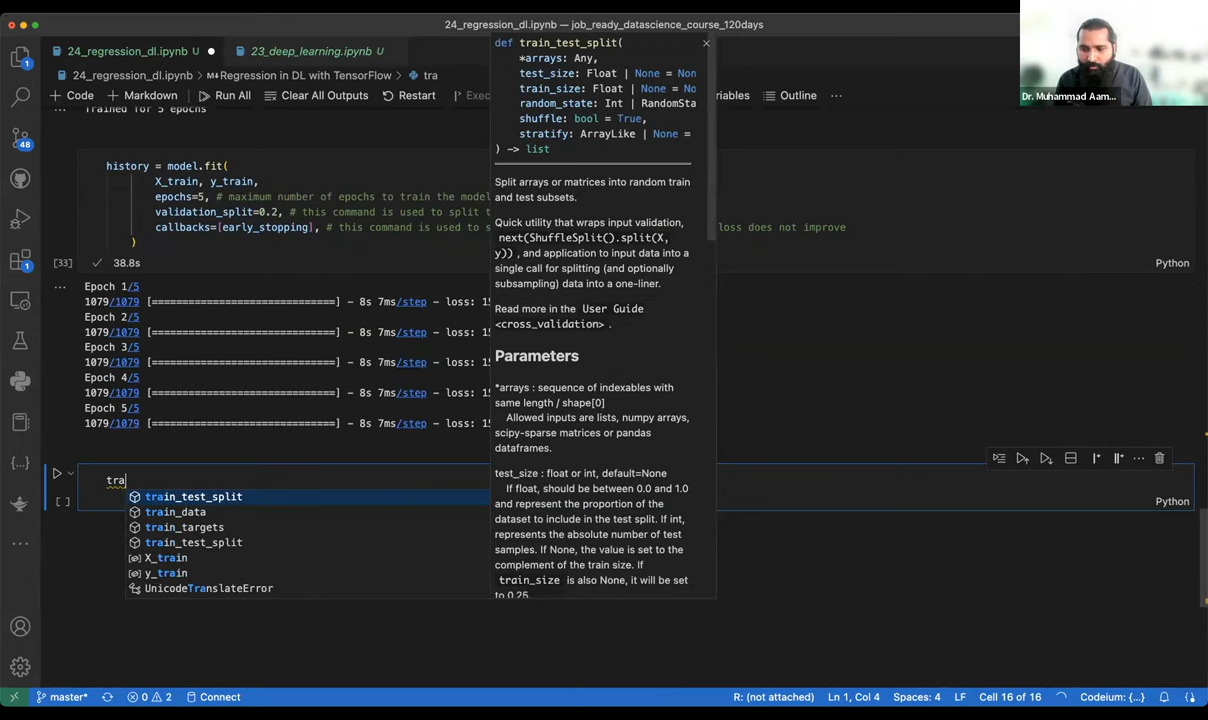 24_regression_dl.ipynb — job_ready_datascience_course_120days
24_regression_dl.ipynb U
23_deep_learning.ipynb U
24_regression_dl.ipynb > M↓Regression in DL with TensorFlow > tra
+ Code + Markdown Run All Clear All Outputs Restart Variables Outline ···
Trained for 5 epochs
history = model.fit(
X_train, y_train,
epochs=5, # maximum number of epochs to train the model
validation_split=0.2, # this command is used to split
callbacks=[early_stopping], # this command is used to loss does not improve
)
[33] ✓ 38.8s
Python
Epoch 1/5
1079/1079 [==============================] - 8s 7ms/step - loss:
Epoch 2/5
1079/1079 [==============================] - 8s 7ms/step - loss:
Epoch 3/5
1079/1079 [==============================] - 8s 7ms/step - loss:
Epoch 4/5
1079/1079 [==============================] - 8s 7ms/step - loss:
Epoch 5/5
1079/1079 [==============================] - 8s 7ms/step - loss:
tra
[ ]
Python
train_test_split
train_data
train_targets
train_test_split
X_train
y_train
UnicodeTranslateError
def train_test_split(
*arrays: Any,
test_size: Float | None = Non
train_size: Float | None = No
random_state: Int | RandomSta
shuffle: bool = True,
stratify: ArrayLike | None =
) -> list
Split arrays or matrices into random train
and test subsets.
Quick utility that wraps input validation,
next(ShuffleSplit().split(X,
y)) , and application to input data into a
single call for splitting (and optionally
subsampling) data into a one-liner.
Read more in the User Guide
<cross_validation> .
Parameters
*arrays : sequence of indexables with
same length / shape[0]
Allowed inputs are lists, numpy arrays,
scipy-sparse matrices or pandas
dataframes.
test_size : float or int, default=None
If float, should be between 0.0 and 1.0
and represent the proportion of the
dataset to include in the test split. If int,
represents the absolute number of test
samples. If None, the value is set to the
complement of the train size. If
train_size is also None, it will be set
to 0.25.
Dr. Muhammad Aam...
1
48
1
master* 0 2 Connect
R: (not attached) Ln 1, Col 4 Spaces: 4 LF Cell 16 of 16 Codeium: {...}